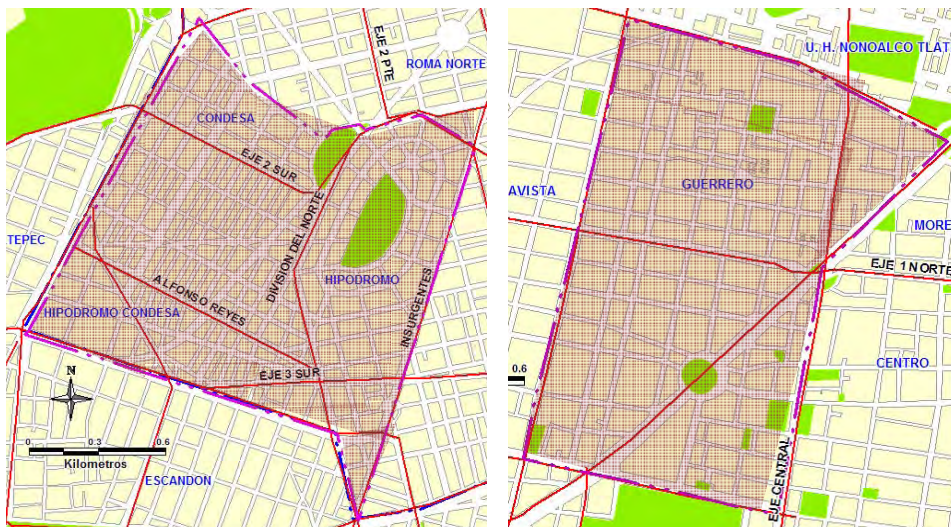 EJE 2 PTE
ROMA NORTE
CONDESA
EJE 2 SUR
DIVISION DEL NORTE
TEPEC
ALFONSO REYES
HIPODROMO
INSURGENTES
HIPODROMO CONDESA
EJE 3 SUR
N
0 0.3 0.6
Kilometros
ESCANDON
U. H. NONOALCO TLAT
GUERRERO
AVISTA
MORE
EJE 1 NORTE
CENTRO
0.6
EJE CENTRAL